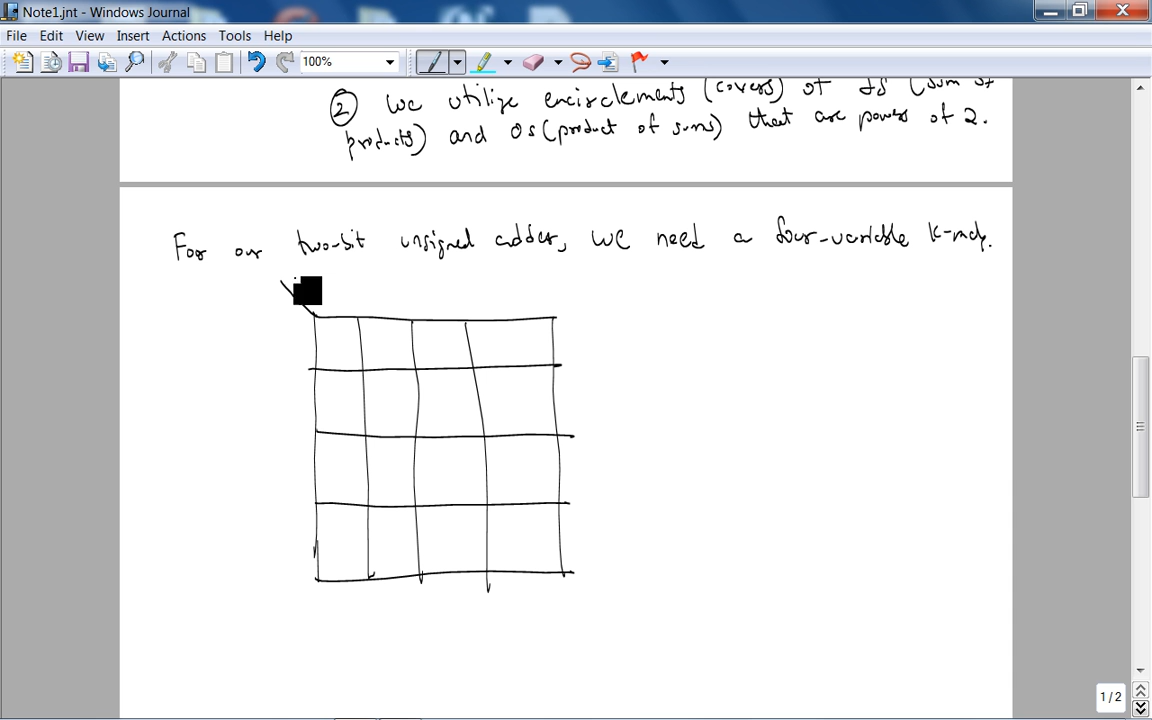 Note1.jnt - Windows Journal
File Edit View Insert Actions Tools Help
100%
② We utilize encirclements (covers) of 1s (sum of
products) and 0s (product of sums) that are powers of 2.
For our two-bit unsigned adder, we need a four-variable K-map.
1 / 2